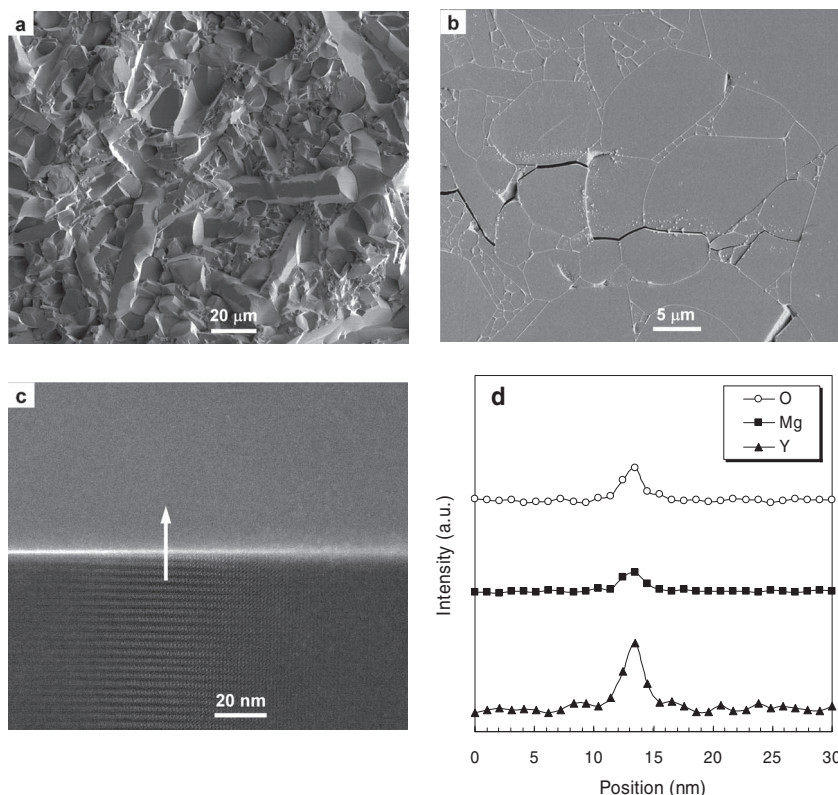 a
20 μm
b
5 μm
c
20 nm
d
O
Mg
Y
Intensity (a.u.)
0 5 10 15 20 25 30
Position (nm)